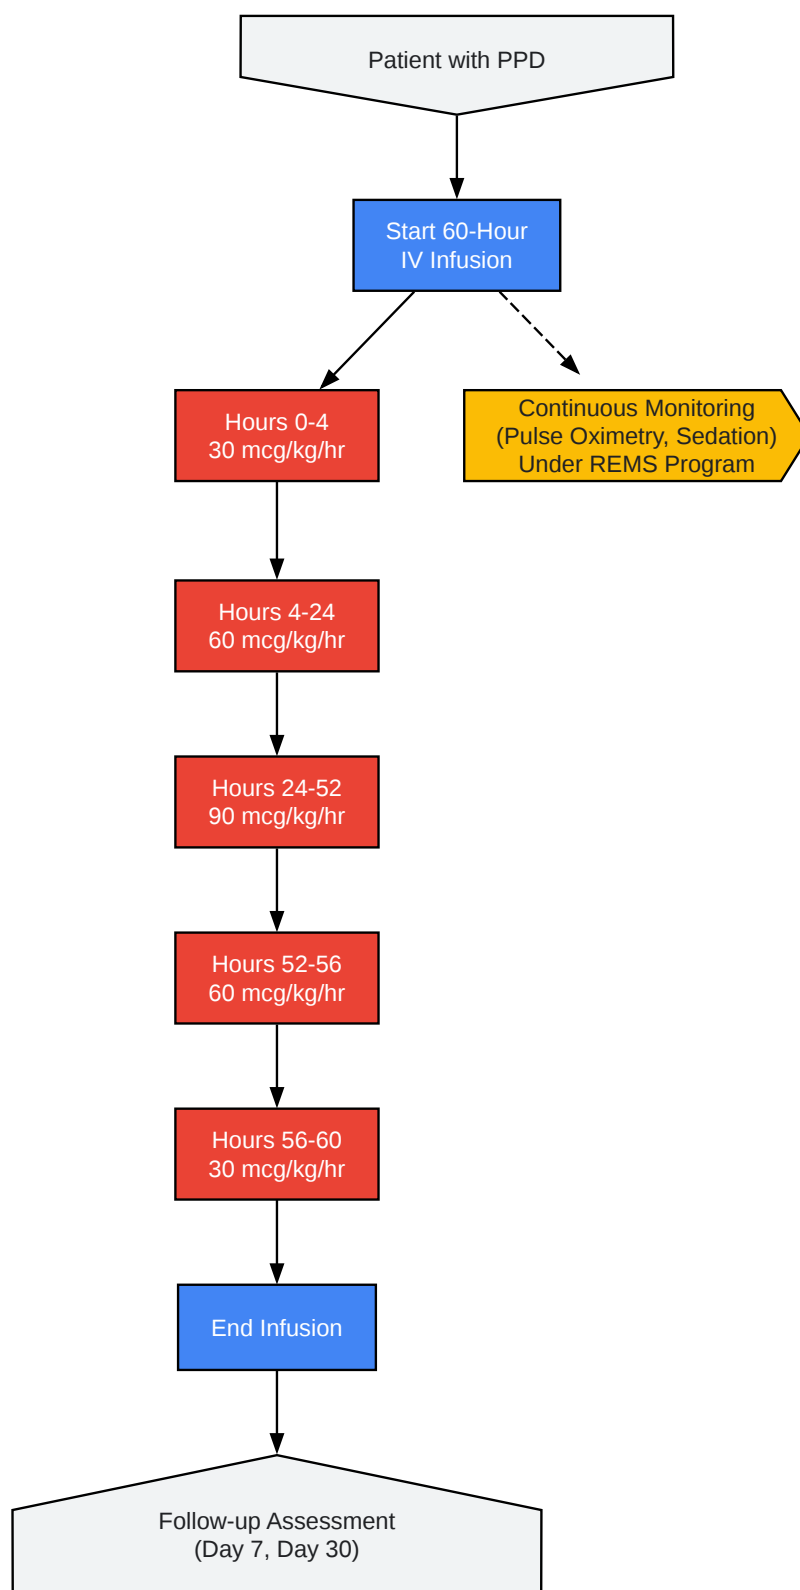 Patient with PPD
Start 60-Hour
IV Infusion
Hours 0-4
30 mcg/kg/hr
Continuous Monitoring
(Pulse Oximetry, Sedation)
Under REMS Program
Hours 4-24
60 mcg/kg/hr
Hours 24-52
90 mcg/kg/hr
Hours 52-56
60 mcg/kg/hr
Hours 56-60
30 mcg/kg/hr
End Infusion
Follow-up Assessment
(Day 7, Day 30)